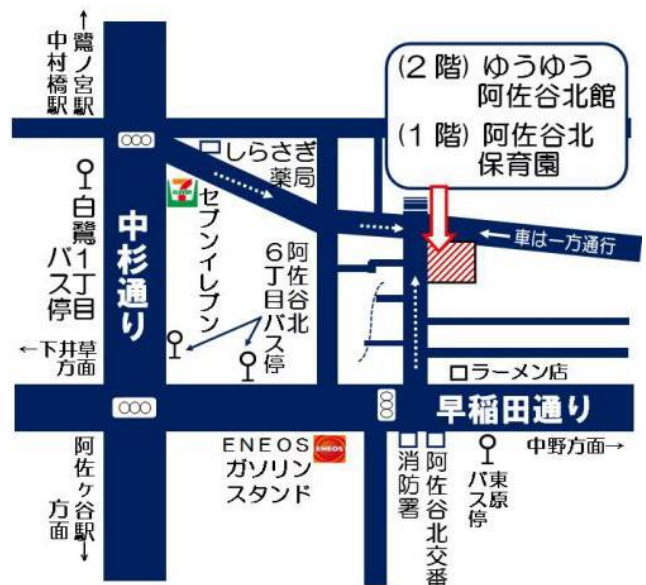 ←鷺ノ宮駅
中村橋駅
(2階) ゆうゆう
阿佐谷北館
(1階) 阿佐谷北
保育園
しらさぎ
薬局
7
ELEVEn
セブンイレブン
白鷺1丁目
バス停
中杉通り
阿佐谷北
6丁目バス停
←車は一方通行
←下井草
方面
ラーメン店
早稲田通り
中野方面→
ENEOS
ガソリン
スタンド
ENEOS
消防署
阿佐谷北交番
東原
バス停
阿佐ヶ谷駅
方面→